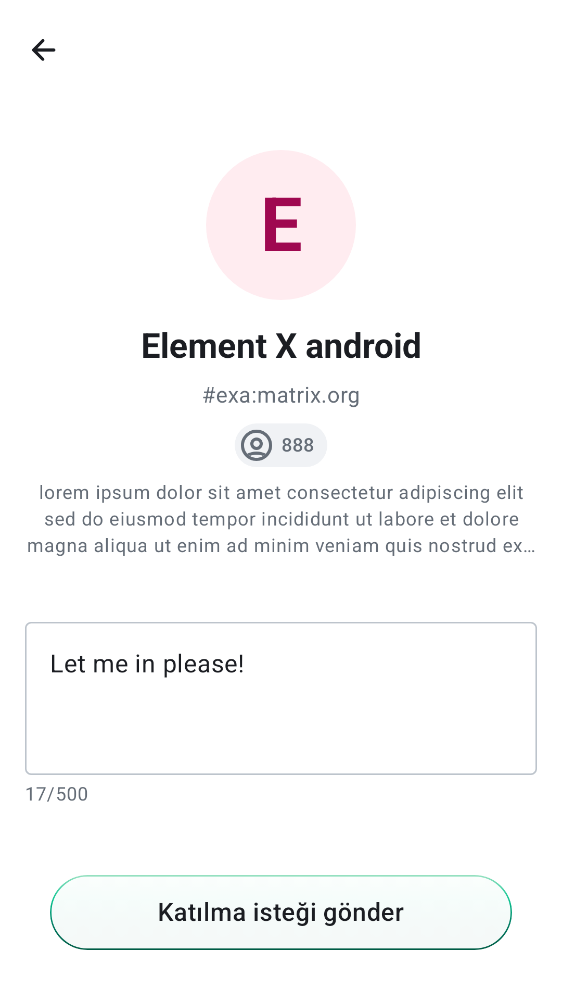 E
Element X android
#exa:matrix.org
888
lorem ipsum dolor sit amet consectetur adipiscing elit
sed do eiusmod tempor incididunt ut labore et dolore
magna aliqua ut enim ad minim veniam quis nostrud ex…
Let me in please!
17/500
Katılma isteği gönder